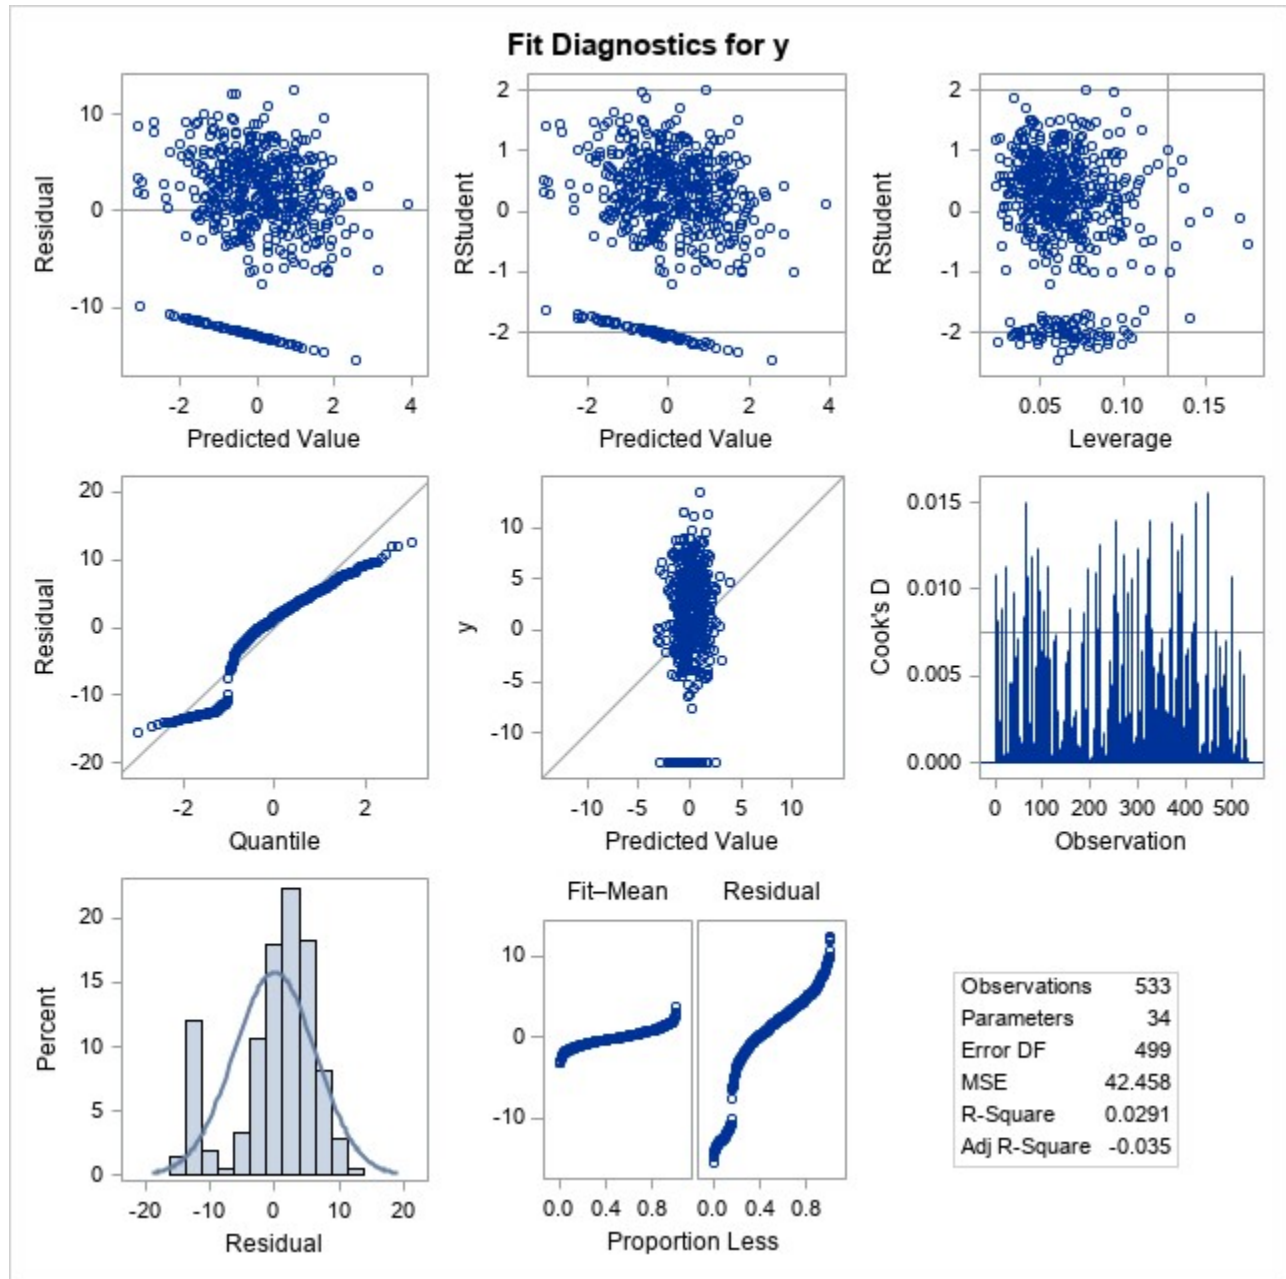 Fit Diagnostics for y
10
0
-10
Residual
-2
0
2
4
Predicted Value
2
1
0
-1
-2
RStudent
-2
0
2
4
Predicted Value
2
1
0
-1
-2
RStudent
0.05
0.10
0.15
Leverage
20
10
0
-10
-20
Residual
-2
0
2
Quantile
10
5
0
-5
-10
y
-10
-5
0
5
10
Predicted Value
0.015
0.010
0.005
0.000
Cook's D
0
100
200
300
400
500
Observation
20
15
10
5
0
Percent
-20
-10
0
10
20
Residual
Fit–Mean
Residual
10
0
-10
0.0
0.4
0.8
0.0
0.4
0.8
Proportion Less
Observations 533
Parameters 34
Error DF 499
MSE 42.458
R-Square 0.0291
Adj R-Square -0.035